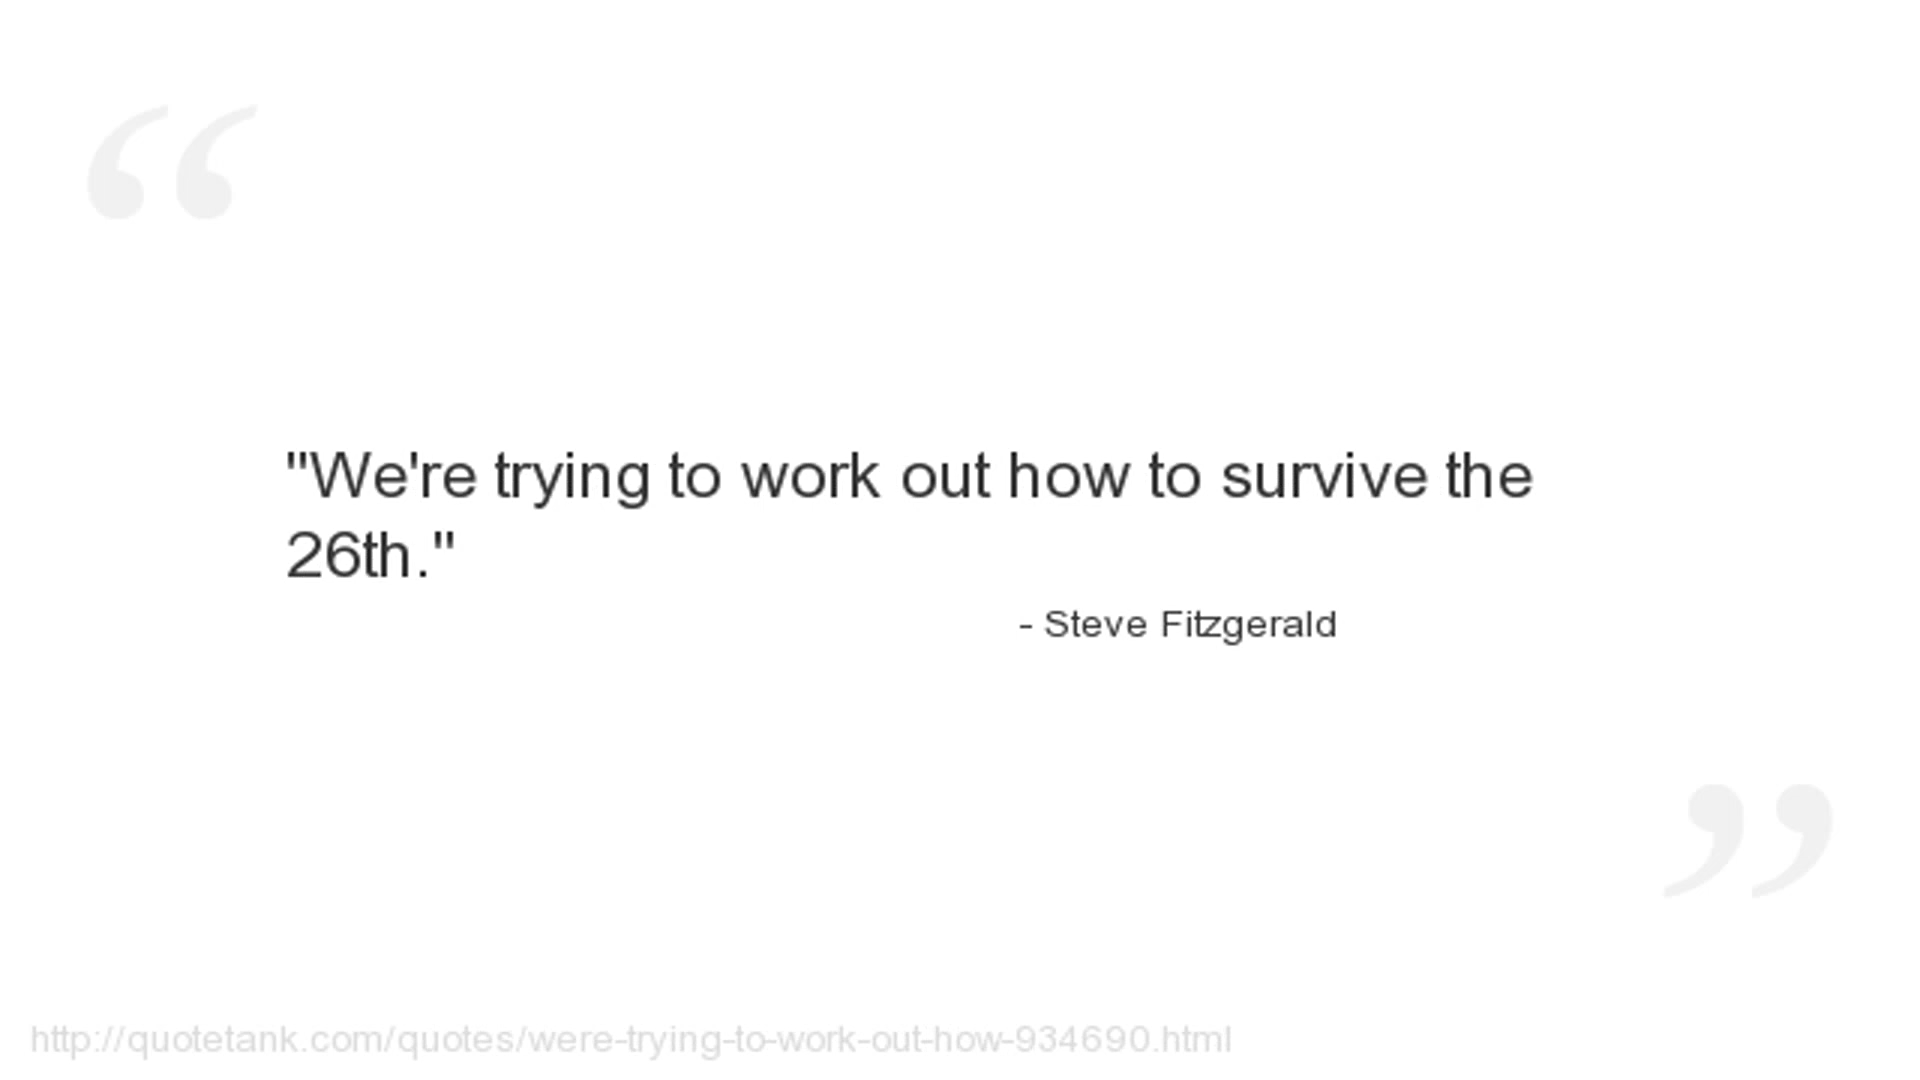 "We're trying to work out how to survive the
26th."
- Steve Fitzgerald
http://quotetank.com/quotes/were-trying-to-work-out-how-934690.html